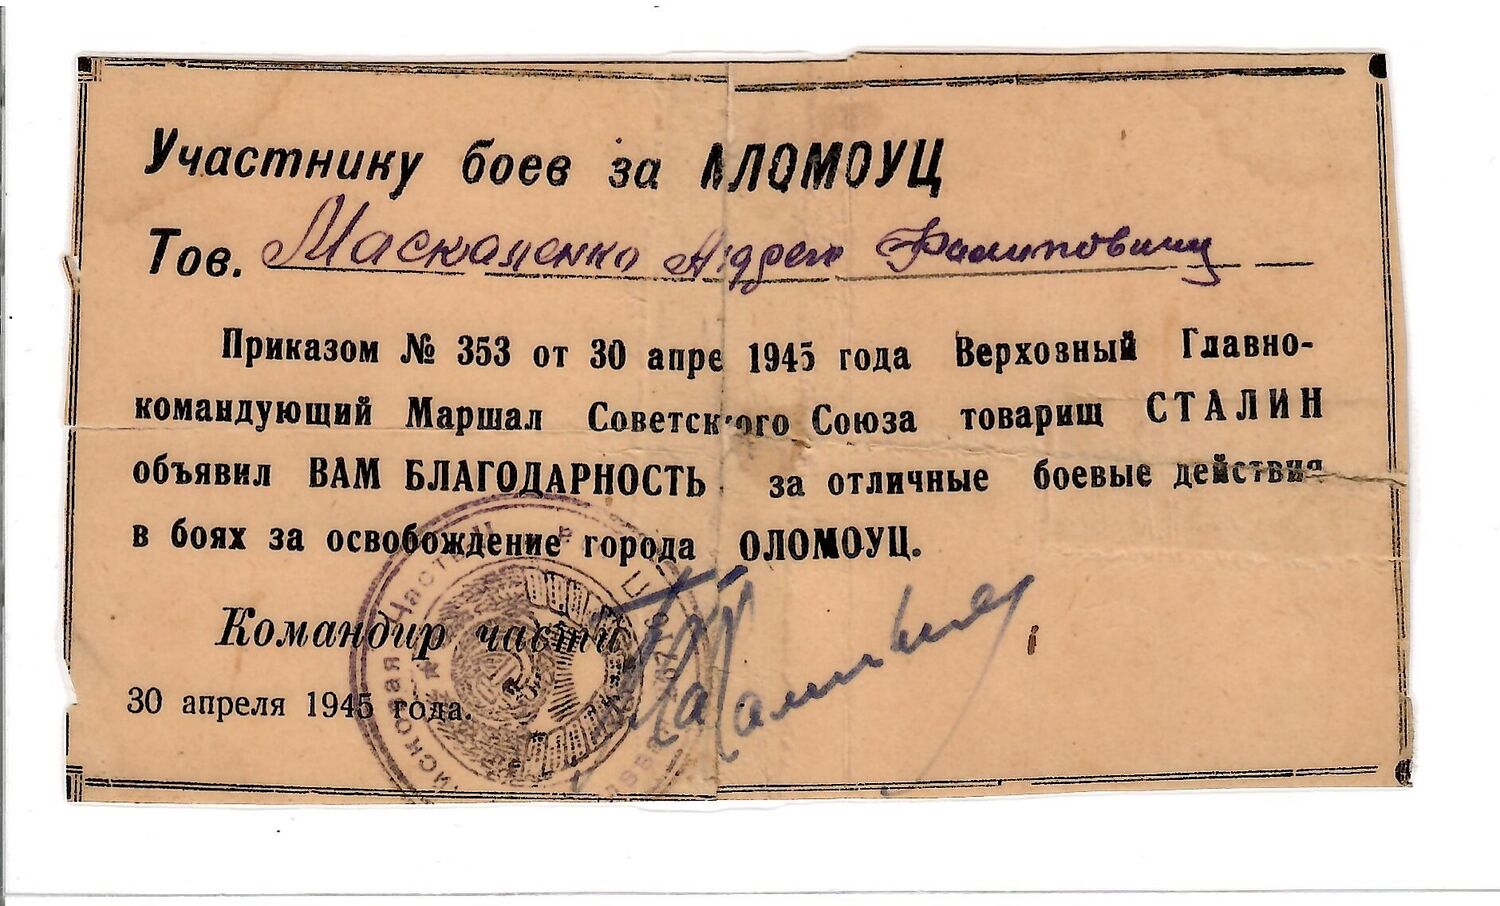 Участнику боев за ОЛОМОУЦ
Тов. Маскаленко Андрею Филиповичу
Приказом № 353 от 30 апре 1945 года Верховный Главно-
командующий Маршал Советского Союза товарищ СТАЛИН
объявил ВАМ БЛАГОДАРНОСТЬ за отличные боевые действия
в боях за освобождение города ОЛОМОУЦ.
Командир части
30 апреля 1945 года.